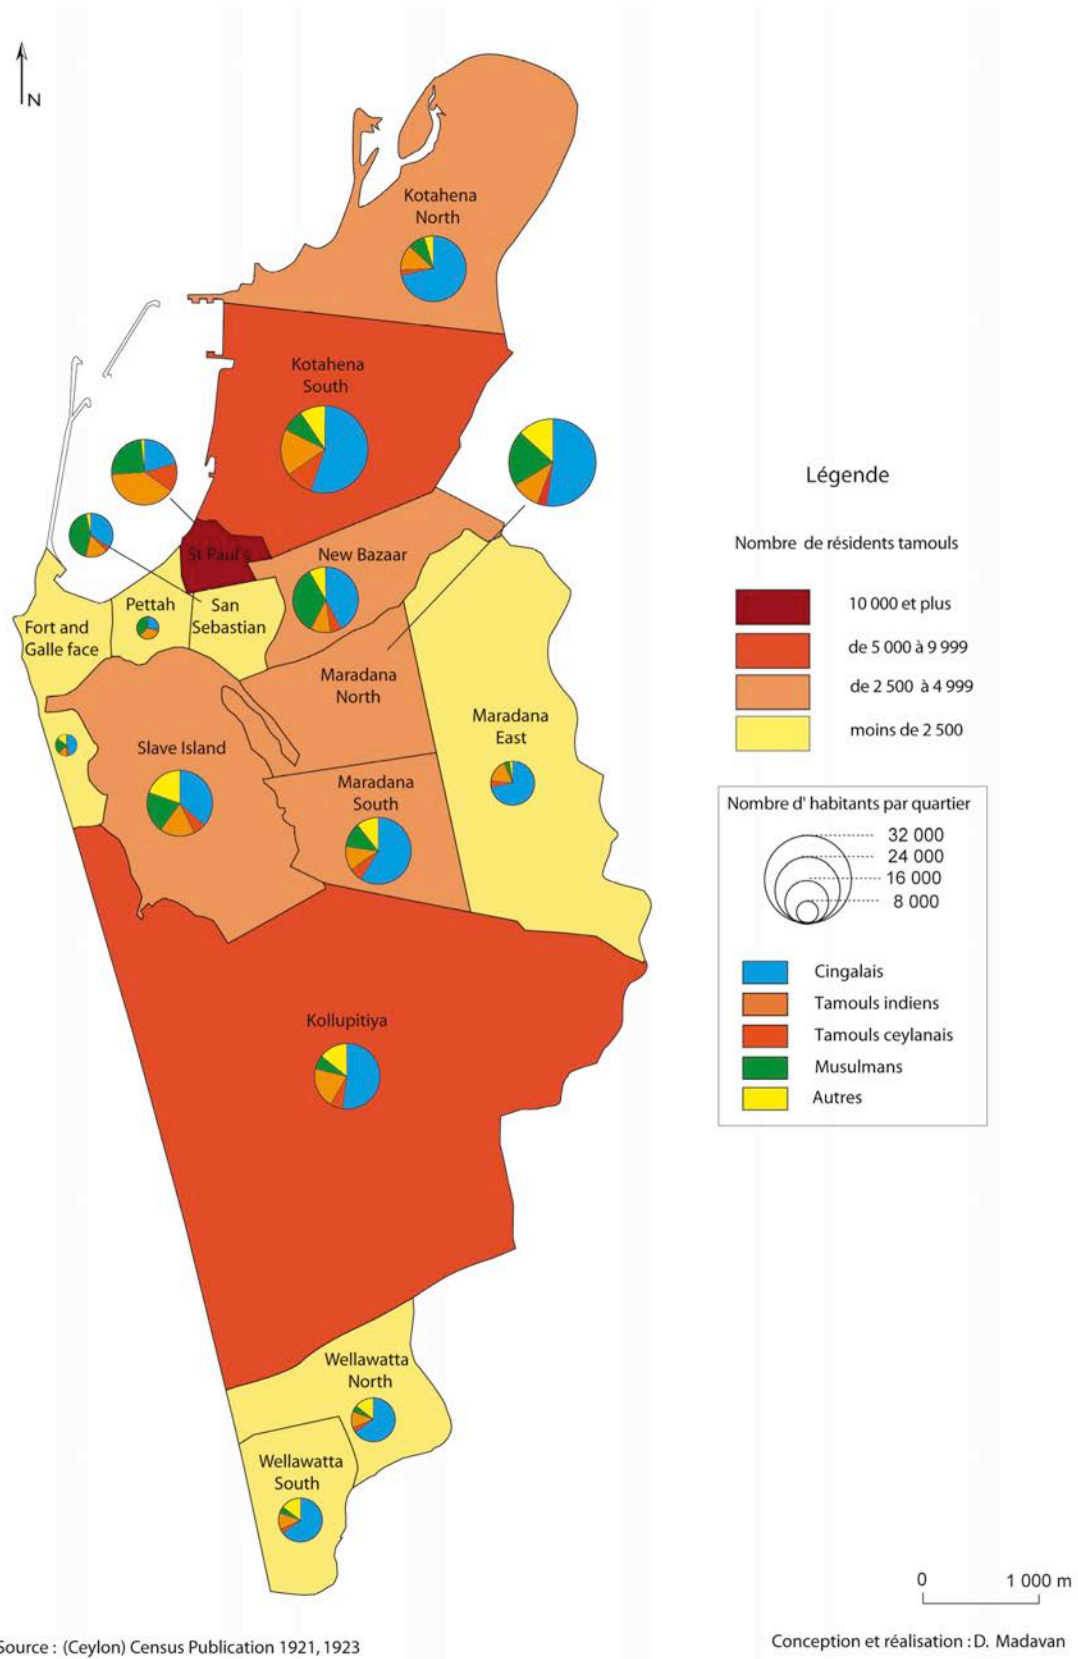 N
Kotahena
North
Kotahena
South
St Paul's
New Bazaar
Pettah
San
Sebastian
Fort and
Galle face
Maradana
North
Maradana
East
Slave Island
Maradana
South
Kollupitiya
Wellawatta
North
Wellawatta
South
Légende
Nombre de résidents tamouls
10 000 et plus
de 5 000 à 9 999
de 2 500 à 4 999
moins de 2 500
Nombre d' habitants par quartier
32 000
24 000
16 000
8 000
Cingalais
Tamouls indiens
Tamouls ceylanais
Musulmans
Autres
0 1 000 m
Source : (Ceylon) Census Publication 1921, 1923
Conception et réalisation : D. Madavan